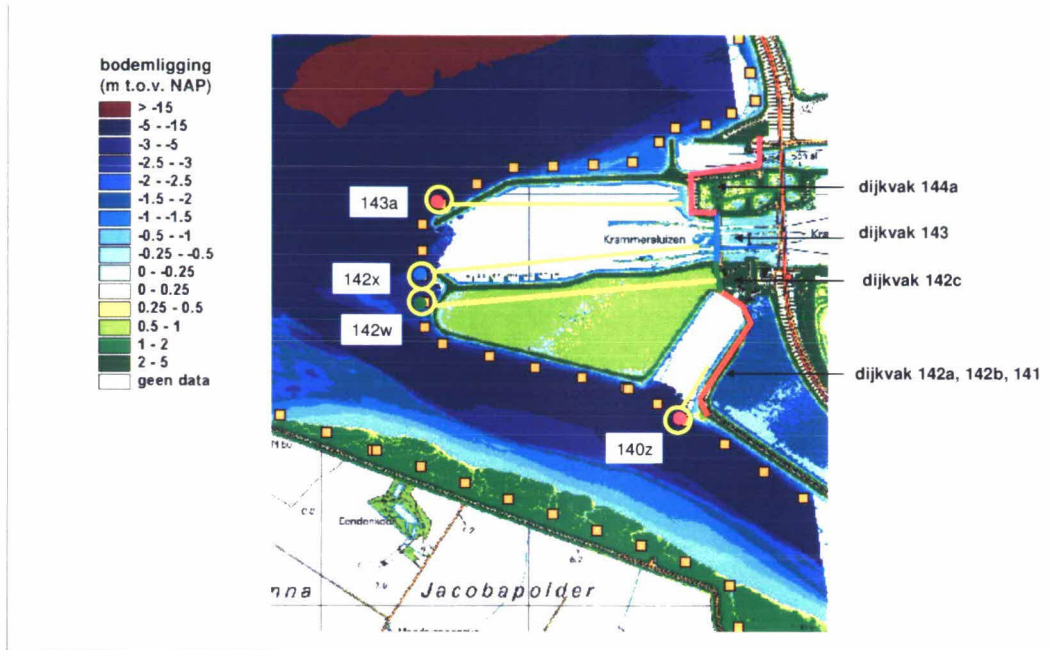 bodemligging
(m t.o.v. NAP)
> -15
-5 - -15
-3 - -5
-2.5 - -3
-2 - -2.5
-1.5 - -2
-1 - -1.5
-0.5 - -1
-0.25 - -0.5
0 - -0.25
0 - 0.25
0.25 - 0.5
0.5 - 1
1 - 2
2 - 5
geen data
143a
142x
142w
140z
Krammersluizen
dijkvak 144a
dijkvak 143
dijkvak 142c
dijkvak 142a, 142b, 141
Eendenkooi
nna
Jacobapolder